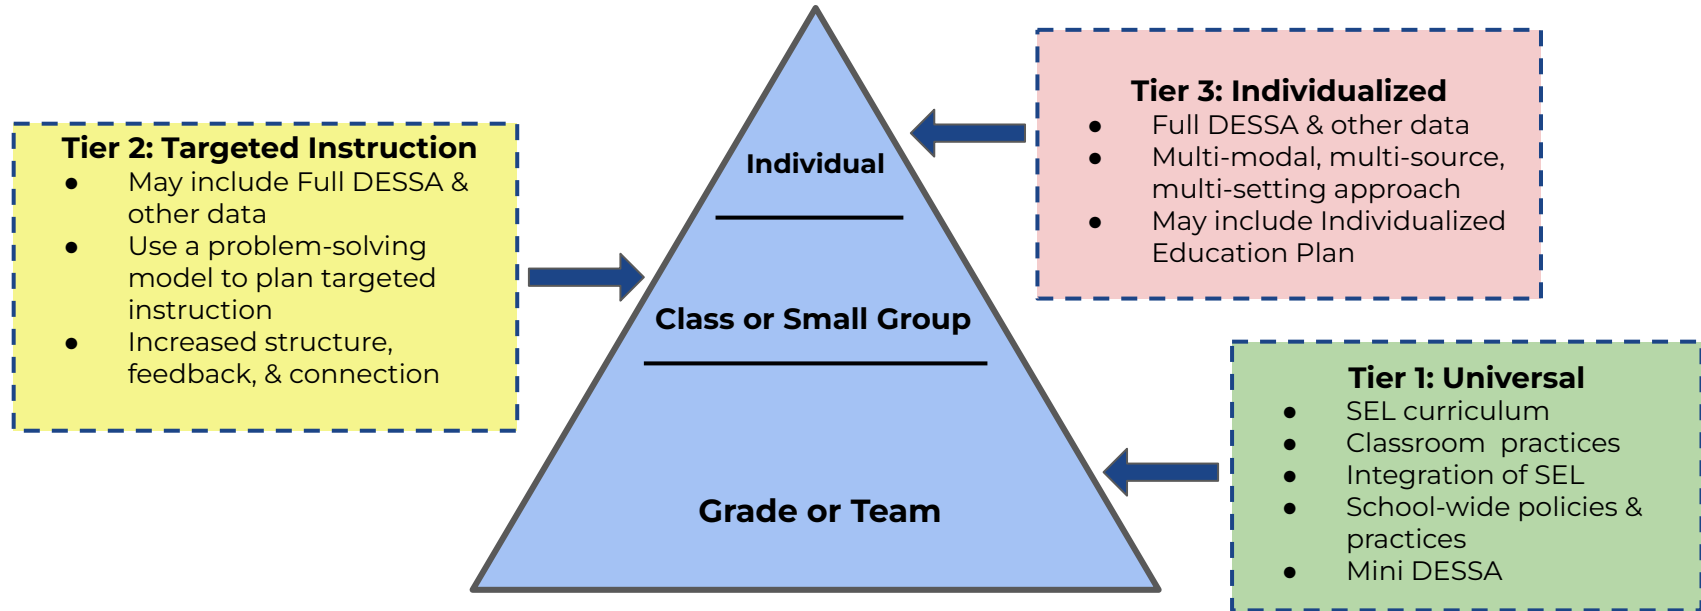 Tier 2: Targeted Instruction
● May include Full DESSA &
other data
● Use a problem-solving
model to plan targeted
instruction
● Increased structure,
feedback, & connection
Individual
Class or Small Group
Grade or Team
Tier 3: Individualized
● Full DESSA & other data
● Multi-modal, multi-source,
multi-setting approach
● May include Individualized
Education Plan
Tier 1: Universal
● SEL curriculum
● Classroom practices
● Integration of SEL
● School-wide policies &
practices
● Mini DESSA